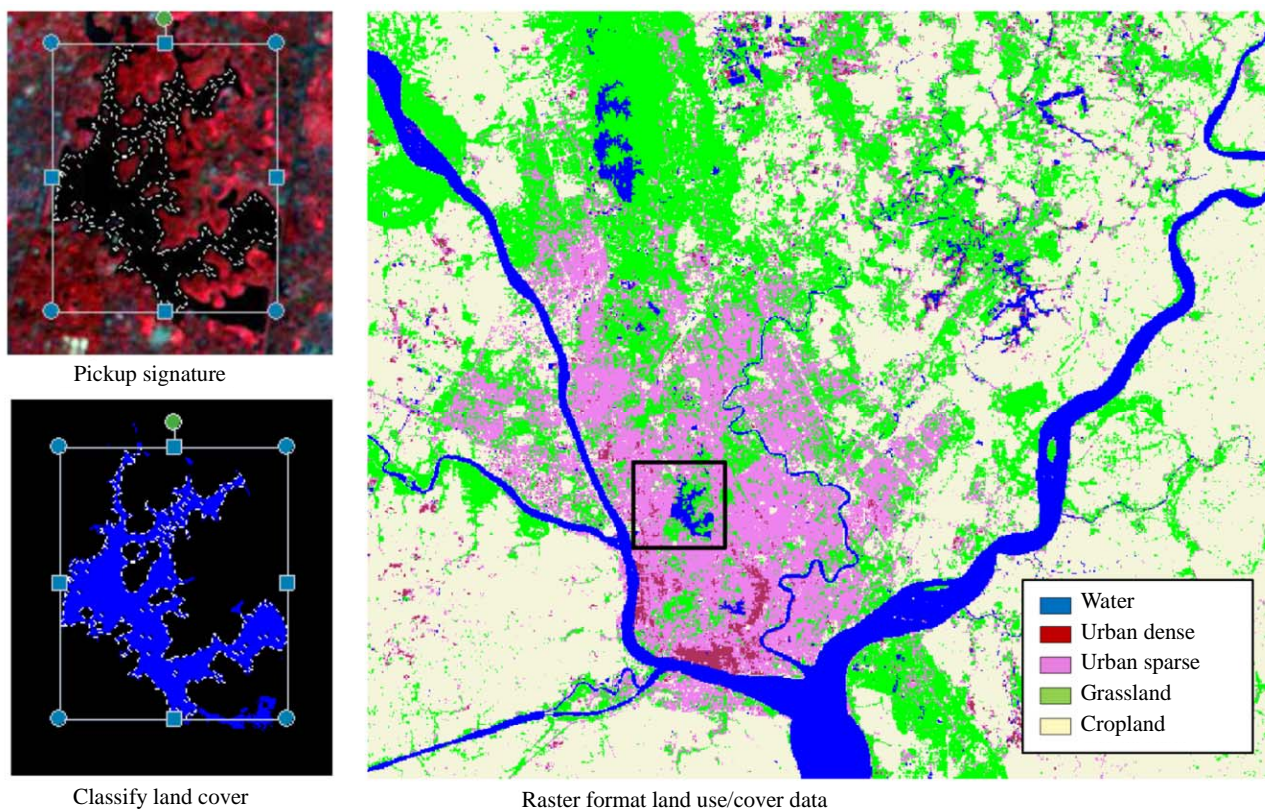 Pickup signature
Classify land cover
Water
Urban dense
Urban sparse
Grassland
Cropland
Raster format land use/cover data